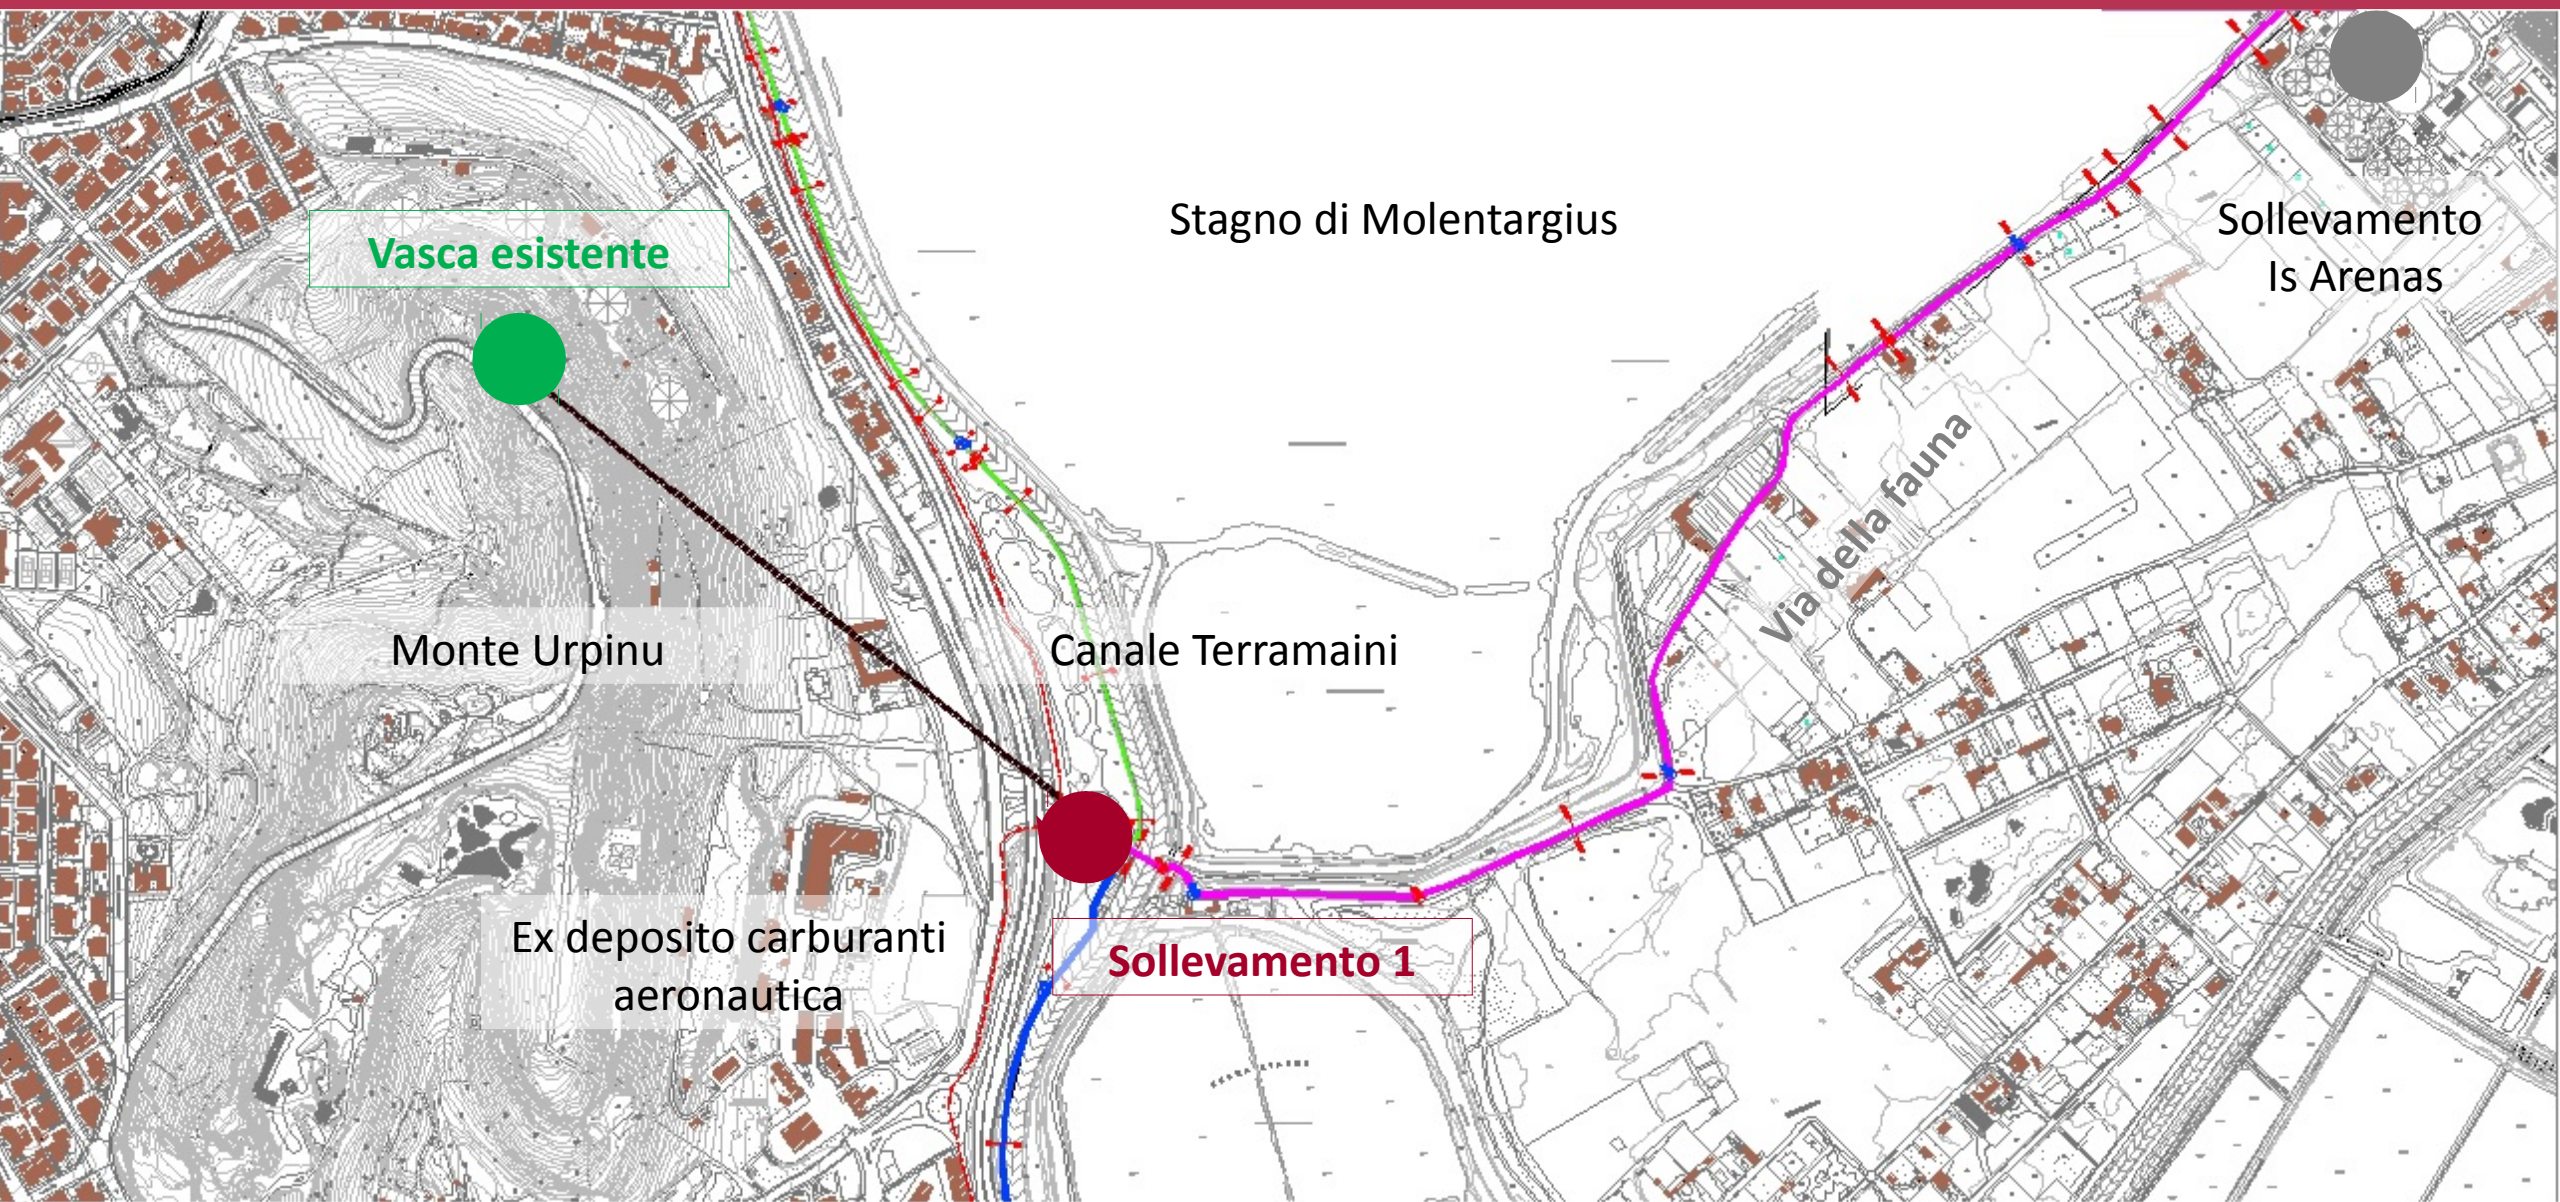 Stagno di Molentargius
Sollevamento
Is Arenas
Vasca esistente
Via della fauna
Monte Urpinu
Canale Terramaini
Ex deposito carburanti
aeronautica
Sollevamento 1